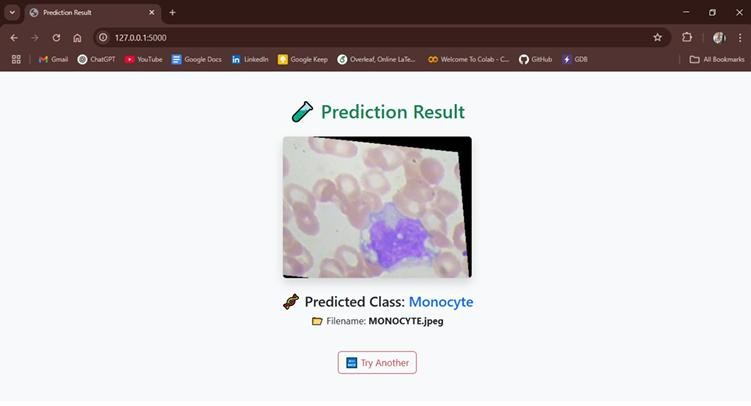 Prediction Result
127.0.0.1:5000
Gmail ChatGPT YouTube Google Docs LinkedIn Google Keep Overleaf, Online LaTe... Welcome To Colab - C... GitHub GDB All Bookmarks
Prediction Result
Predicted Class: Monocyte
Filename: MONOCYTE.jpeg
Try Another